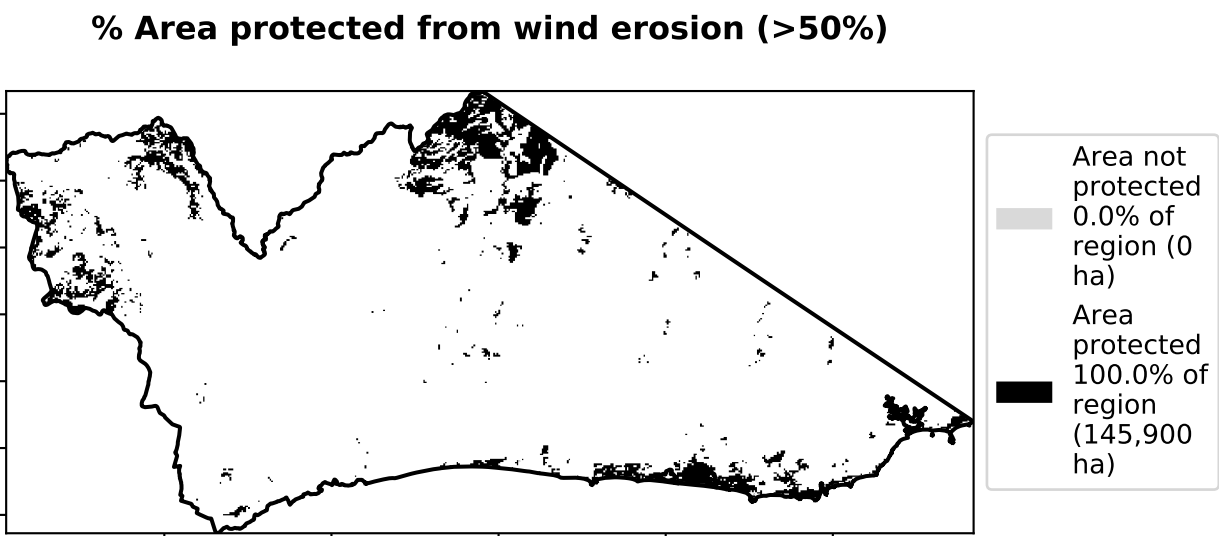 % Area protected from wind erosion (>50%)
Area not
protected
0.0% of
region (0
ha)
Area
protected
100.0% of
region
(145,900
ha)